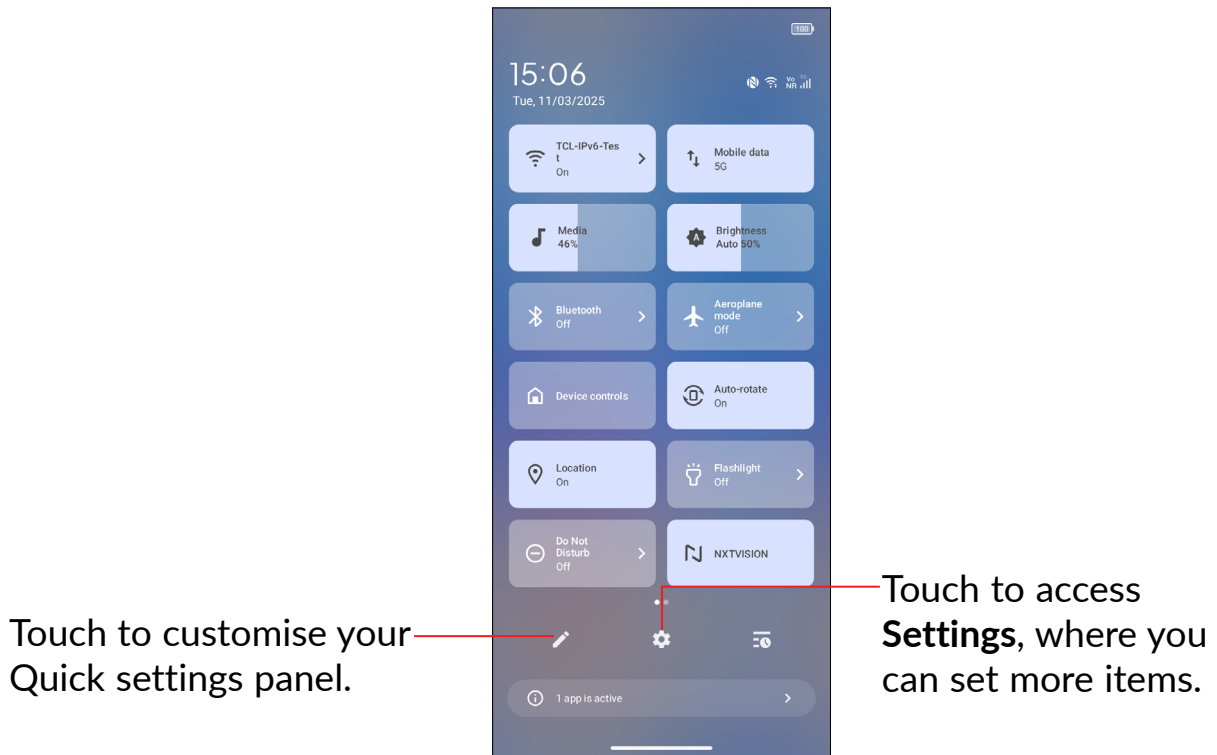 100
15:06
Tue, 11/03/2025
Vo
NR
TCL-IPv6-Tes
t
On
Mobile data
5G
Media
46%
Brightness
Auto 50%
Bluetooth
Off
Aeroplane
mode
Off
Device controls
Auto-rotate
On
Location
On
Flashlight
Off
Do Not
Disturb
Off
NXTVISION
Touch to access
Settings, where you
can set more items.
Touch to customise your
Quick settings panel.
1 app is active